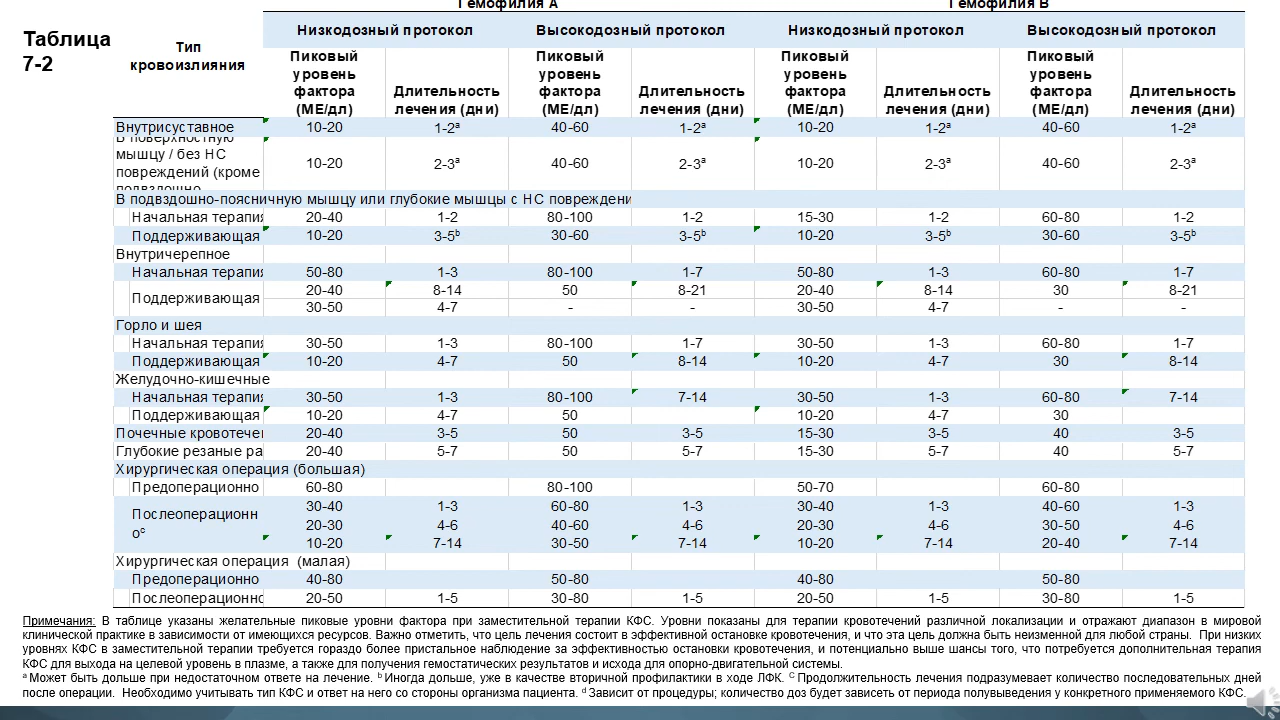 Таблица
7-2
Гемофилия А Гемофилия В
Тип
кровоизлияния
Низкодозный протокол Высокодозный протокол Низкодозный протокол Высокодозный протокол
Пиковый уровень фактора (МЕ/дл) Длительность лечения (дни) Пиковый уровень фактора (МЕ/дл) Длительность лечения (дни) Пиковый уровень фактора (МЕ/дл) Длительность лечения (дни) Пиковый уровень фактора (МЕ/дл) Длительность лечения (дни)
Внутрисуставное 10-20 1-2ᵃ 40-60 1-2ᵃ 10-20 1-2ᵃ 40-60 1-2ᵃ
В поверхностную
мышцу / без НС
повреждений (кроме
подвздошно
10-20 2-3ᵃ 40-60 2-3ᵃ 10-20 2-3ᵃ 40-60 2-3ᵃ
В подвздошно-поясничную мышцу или глубокие мышцы с НС повреждени
Начальная терапия 20-40 1-2 80-100 1-2 15-30 1-2 60-80 1-2
Поддерживающая 10-20 3-5ᵇ 30-60 3-5ᵇ 10-20 3-5ᵇ 30-60 3-5ᵇ
Внутричерепное
Начальная терапия 50-80 1-3 80-100 1-7 50-80 1-3 60-80 1-7
Поддерживающая 20-40 8-14 50 8-21 20-40 8-14 30 8-21
30-50 4-7 - - 30-50 4-7 - -
Горло и шея
Начальная терапия 30-50 1-3 80-100 1-7 30-50 1-3 60-80 1-7
Поддерживающая 10-20 4-7 50 8-14 10-20 4-7 30 8-14
Желудочно-кишечные
Начальная терапия 30-50 1-3 80-100 7-14 30-50 1-3 60-80 7-14
Поддерживающая 10-20 4-7 50 10-20 4-7 30
Почечные кровотечен 20-40 3-5 50 3-5 15-30 3-5 40 3-5
Глубокие резаные ра 20-40 5-7 50 5-7 15-30 5-7 40 5-7
Хирургическая операция (большая)
Предоперационно 60-80 80-100 50-70 60-80
Послеоперационн
оᶜ
30-40 1-3 60-80 1-3 30-40 1-3 40-60 1-3
20-30 4-6 40-60 4-6 20-30 4-6 30-50 4-6
10-20 7-14 30-50 7-14 10-20 7-14 20-40 7-14
Хирургическая операция (малая)
Предоперационно 40-80 50-80 40-80 50-80
Послеоперационно 20-50 1-5 30-80 1-5 20-50 1-5 30-80 1-5
Примечания: В таблице указаны желательные пиковые уровни фактора при заместительной терапии КФС. Уровни показаны для терапии кровотечений различной локализации и отражают диапазон в мировой
клинической практике в зависимости от имеющихся ресурсов. Важно отметить, что цель лечения состоит в эффективной остановке кровотечения, и что эта цель должна быть неизменной для любой страны. При низких
уровнях КФС в заместительной терапии требуется гораздо более пристальное наблюдение за эффективностью остановки кровотечения, и потенциально выше шансы того, что потребуется дополнительная терапия
КФС для выхода на целевой уровень в плазме, а также для получения гемостатических результатов и исхода для опорно-двигательной системы.
ᵃ Может быть дольше при недостаточном ответе на лечение. ᵇ Иногда дольше, уже в качестве вторичной профилактики в ходе ЛФК. ᶜ Продолжительность лечения подразумевает количество последовательных дней
после операции. Необходимо учитывать тип КФС и ответ на него со стороны организма пациента. ᵈ Зависит от процедуры; количество доз будет зависеть от периода полувыведения у конкретного применяемого КФС.